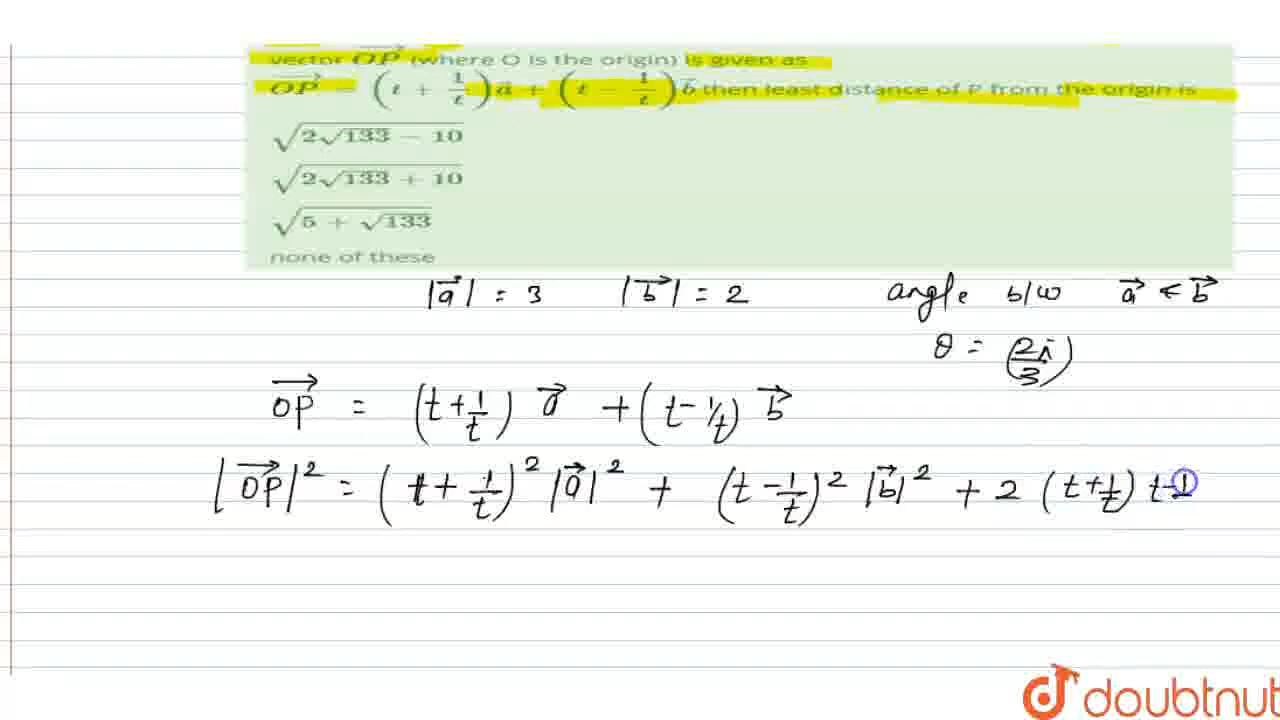 vector OP⃗ (where O is the origin) is given as
OP⃗ = (t + 1/t) a⃗ + (t − 1/t) b⃗ then least distance of P from the origin is
√(2√133 − 10)
√(2√133 + 10)
√(5 + √133)
none of these
|a⃗| = 3 |b⃗| = 2 angle b/w a⃗ & b⃗
θ = (2π/3)
OP⃗ = (t + 1/t) a⃗ + (t − 1/t) b⃗
|OP⃗|² = (t + 1/t)² |a⃗|² + (t − 1/t)² |b⃗|² + 2 (t + 1/t) t − 1
doubtnut